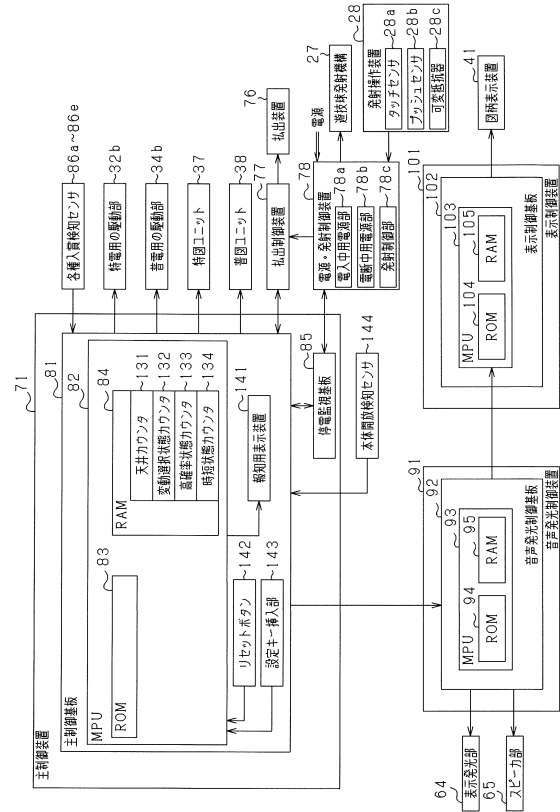 主制御装置
71
主制御基板
81
MPU
82
ROM
83
RAM
84
天井カウンタ
131
変動選択状態カウンタ
132
高確率状態カウンタ
133
時短状態カウンタ
134
報知用表示装置
141
リセットボタン
142
設定キー挿入部
143
停電監視基板
85
本体開放検知センサ
144
各種入賞検知センサ
86a~86e
特電用の駆動部
32b
普電用の駆動部
34b
特図ユニット
37
普図ユニット
38
払出制御装置
77
払出装置
76
電源・発射制御装置
78
電入中用電源部
78a
電断中用電源部
78b
発射制御部
78c
電源
遊技球発射機構
27
発射操作装置
28
タッチセンサ
28a
プッシュセンサ
28b
可変抵抗器
28c
音声発光制御装置
91
音声発光制御基板
92
MPU
93
ROM
94
RAM
95
表示発光部
64
スピーカ部
65
表示制御装置
101
表示制御基板
102
MPU
103
ROM
104
RAM
105
図柄表示装置
41